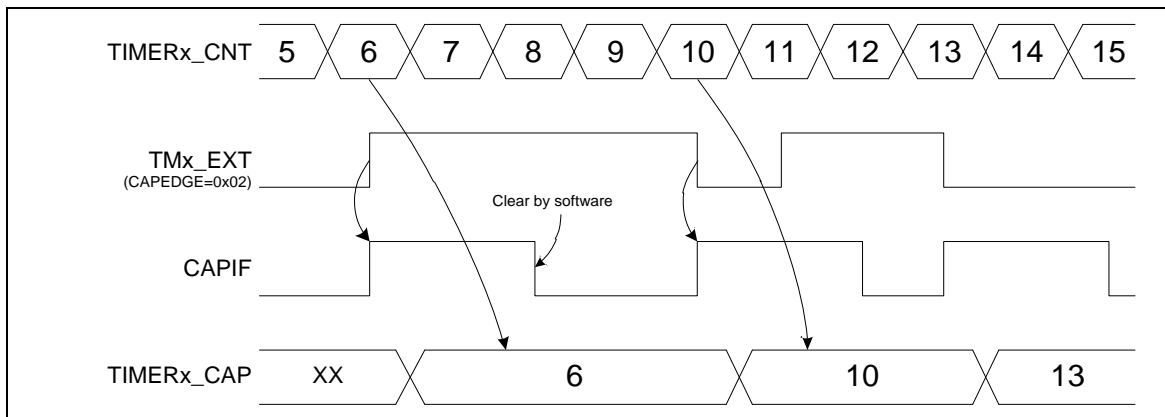 TIMERx_CNT 5 6 7 8 9 10 11 12 13 14 15
TMx_EXT
(CAPEDGE=0x02)
Clear by software
CAPIF
TIMERx_CAP XX 6 10 13